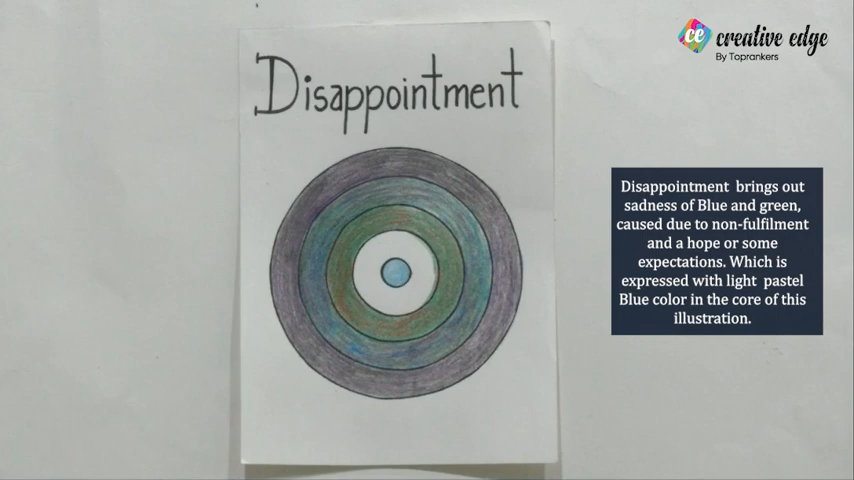 ce creative edge
By Toprankers
Disappointment
Disappointment brings out
sadness of Blue and green,
caused due to non-fulfilment
and a hope or some
expectations. Which is
expressed with light pastel
Blue color in the core of this
illustration.